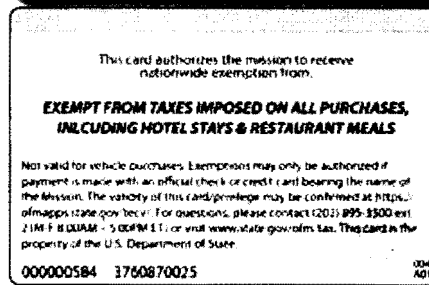 This card authorizes the mission to receive
nationwide exemption from:
EXEMPT FROM TAXES IMPOSED ON ALL PURCHASES,
INLCUDING HOTEL STAYS & RESTAURANT MEALS
Not valid for vehicle purchases. Exemptions may only be authorized if
payment is made with an official check or credit card bearing the name of
the Mission. The validity of this card/privilege may be confirmed at https://
ofmapps.state.gov/tecv/. For questions, please contact (202) 895-3500 ext
2 (M-F 8:00AM - 5:00PM ET) or visit www.state.gov/ofm/tax. This card is the
property of the U.S. Department of State.
000000584 3760870025